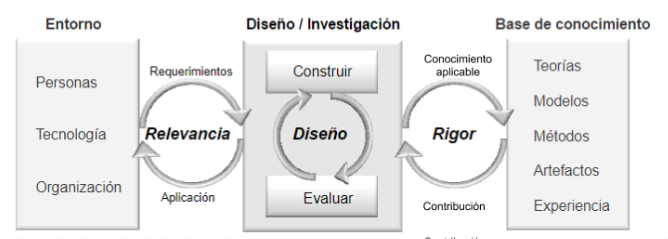 Entorno
Diseño / Investigación
Base de conocimiento
Personas
Tecnología
Organización
Requerimientos
Relevancia
Aplicación
Construir
Diseño
Evaluar
Conocimiento
aplicable
Rigor
Contribución
Teorías
Modelos
Métodos
Artefactos
Experiencia